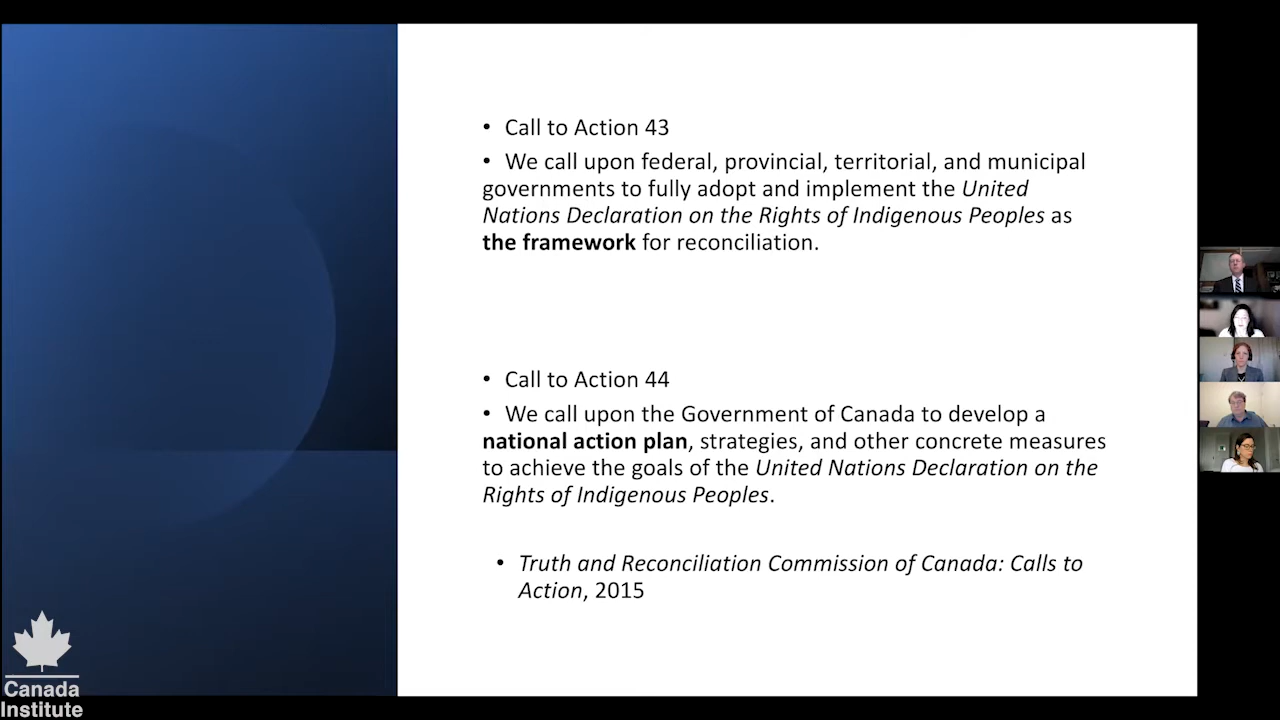 • Call to Action 43
• We call upon federal, provincial, territorial, and municipal
governments to fully adopt and implement the United
Nations Declaration on the Rights of Indigenous Peoples as
the framework for reconciliation.
• Call to Action 44
• We call upon the Government of Canada to develop a
national action plan, strategies, and other concrete measures
to achieve the goals of the United Nations Declaration on the
Rights of Indigenous Peoples.
• Truth and Reconciliation Commission of Canada: Calls to
Action, 2015
Canada
Institute